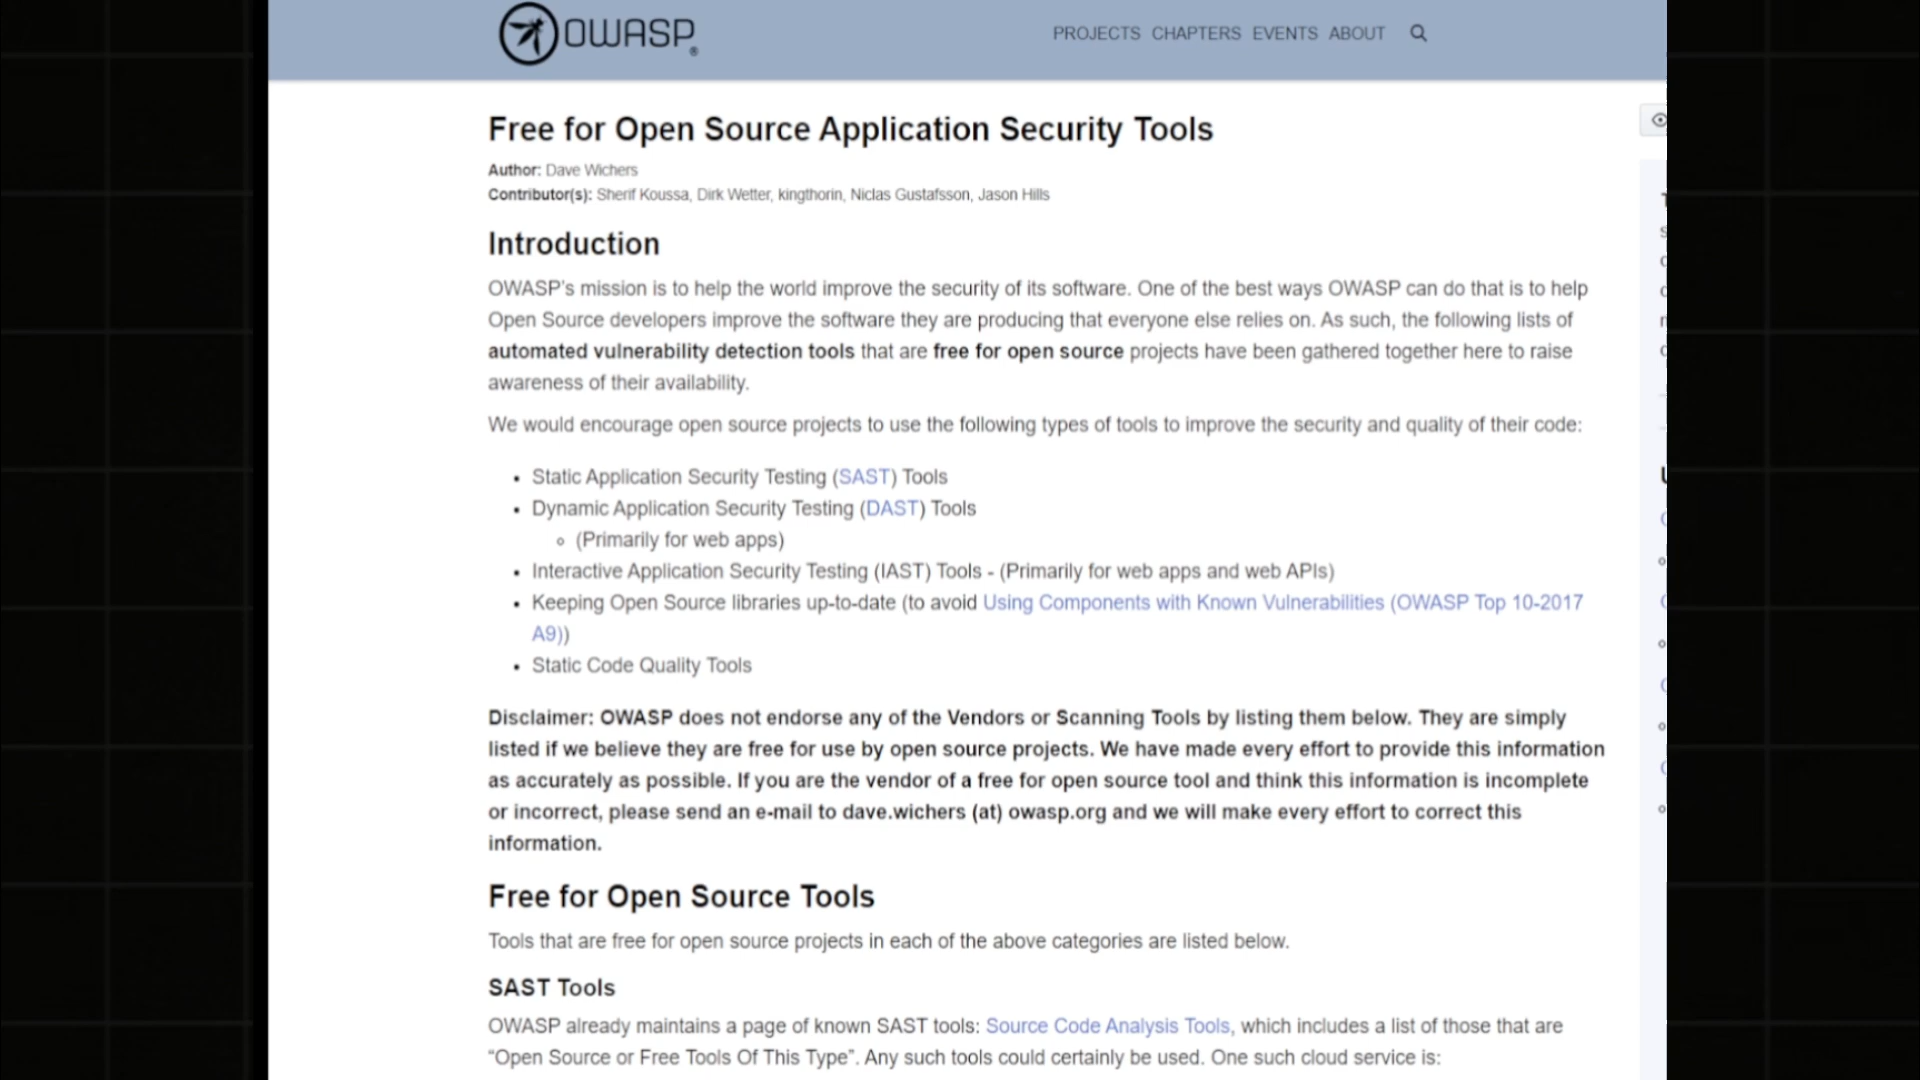 OWASP®
PROJECTS CHAPTERS EVENTS ABOUT
Free for Open Source Application Security Tools
Author: Dave Wichers
Contributor(s): Sherif Koussa, Dirk Wetter, kingthorin, Niclas Gustafsson, Jason Hills
Introduction
OWASP's mission is to help the world improve the security of its software. One of the best ways OWASP can do that is to help
Open Source developers improve the software they are producing that everyone else relies on. As such, the following lists of
automated vulnerability detection tools that are free for open source projects have been gathered together here to raise
awareness of their availability.
We would encourage open source projects to use the following types of tools to improve the security and quality of their code:
• Static Application Security Testing (SAST) Tools
• Dynamic Application Security Testing (DAST) Tools
◦ (Primarily for web apps)
• Interactive Application Security Testing (IAST) Tools - (Primarily for web apps and web APIs)
• Keeping Open Source libraries up-to-date (to avoid Using Components with Known Vulnerabilities (OWASP Top 10-2017
A9))
• Static Code Quality Tools
Disclaimer: OWASP does not endorse any of the Vendors or Scanning Tools by listing them below. They are simply
listed if we believe they are free for use by open source projects. We have made every effort to provide this information
as accurately as possible. If you are the vendor of a free for open source tool and think this information is incomplete
or incorrect, please send an e-mail to dave.wichers (at) owasp.org and we will make every effort to correct this
information.
Free for Open Source Tools
Tools that are free for open source projects in each of the above categories are listed below.
SAST Tools
OWASP already maintains a page of known SAST tools: Source Code Analysis Tools, which includes a list of those that are
“Open Source or Free Tools Of This Type”. Any such tools could certainly be used. One such cloud service is: